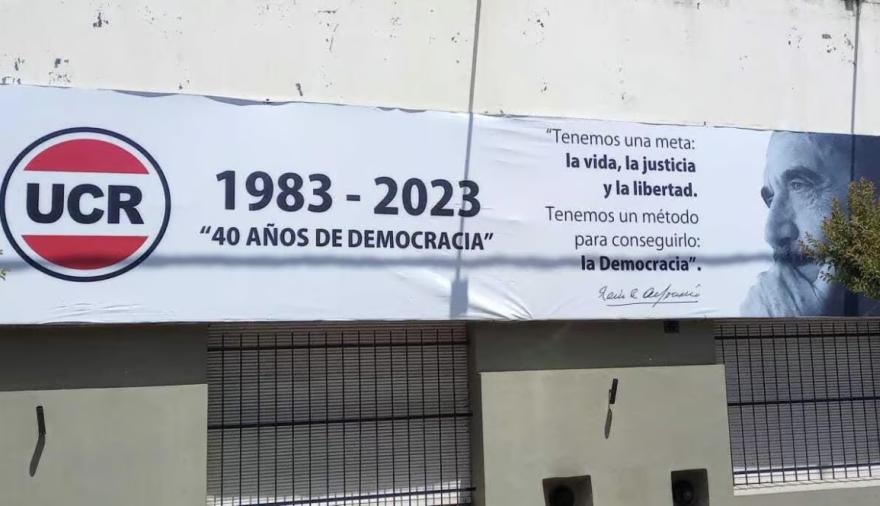 UCR
1983 - 2023
"40 AÑOS DE DEMOCRACIA"
"Tenemos una meta:
la vida, la justicia
y la libertad.
Tenemos un método
para conseguirlo:
la Democracia".